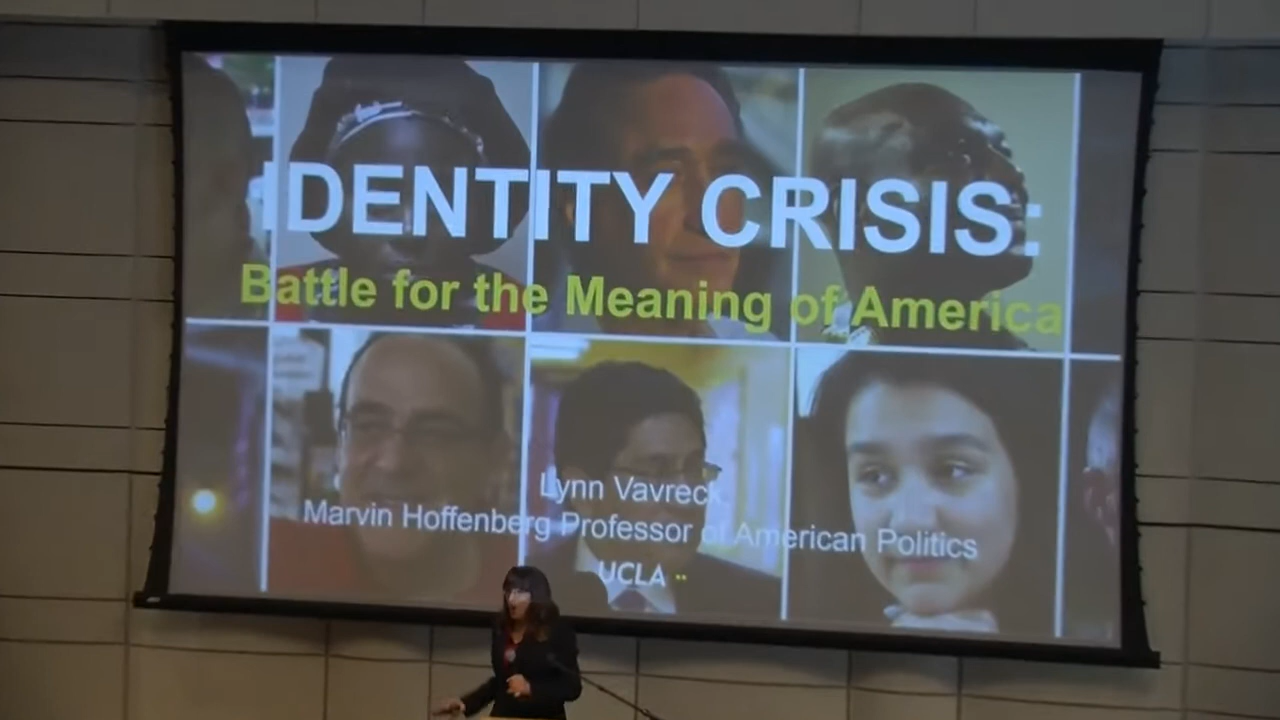 IDENTITY CRISIS:
Battle for the Meaning of America
Lynn Vavreck
Marvin Hoffenberg Professor of American Politics
UCLA